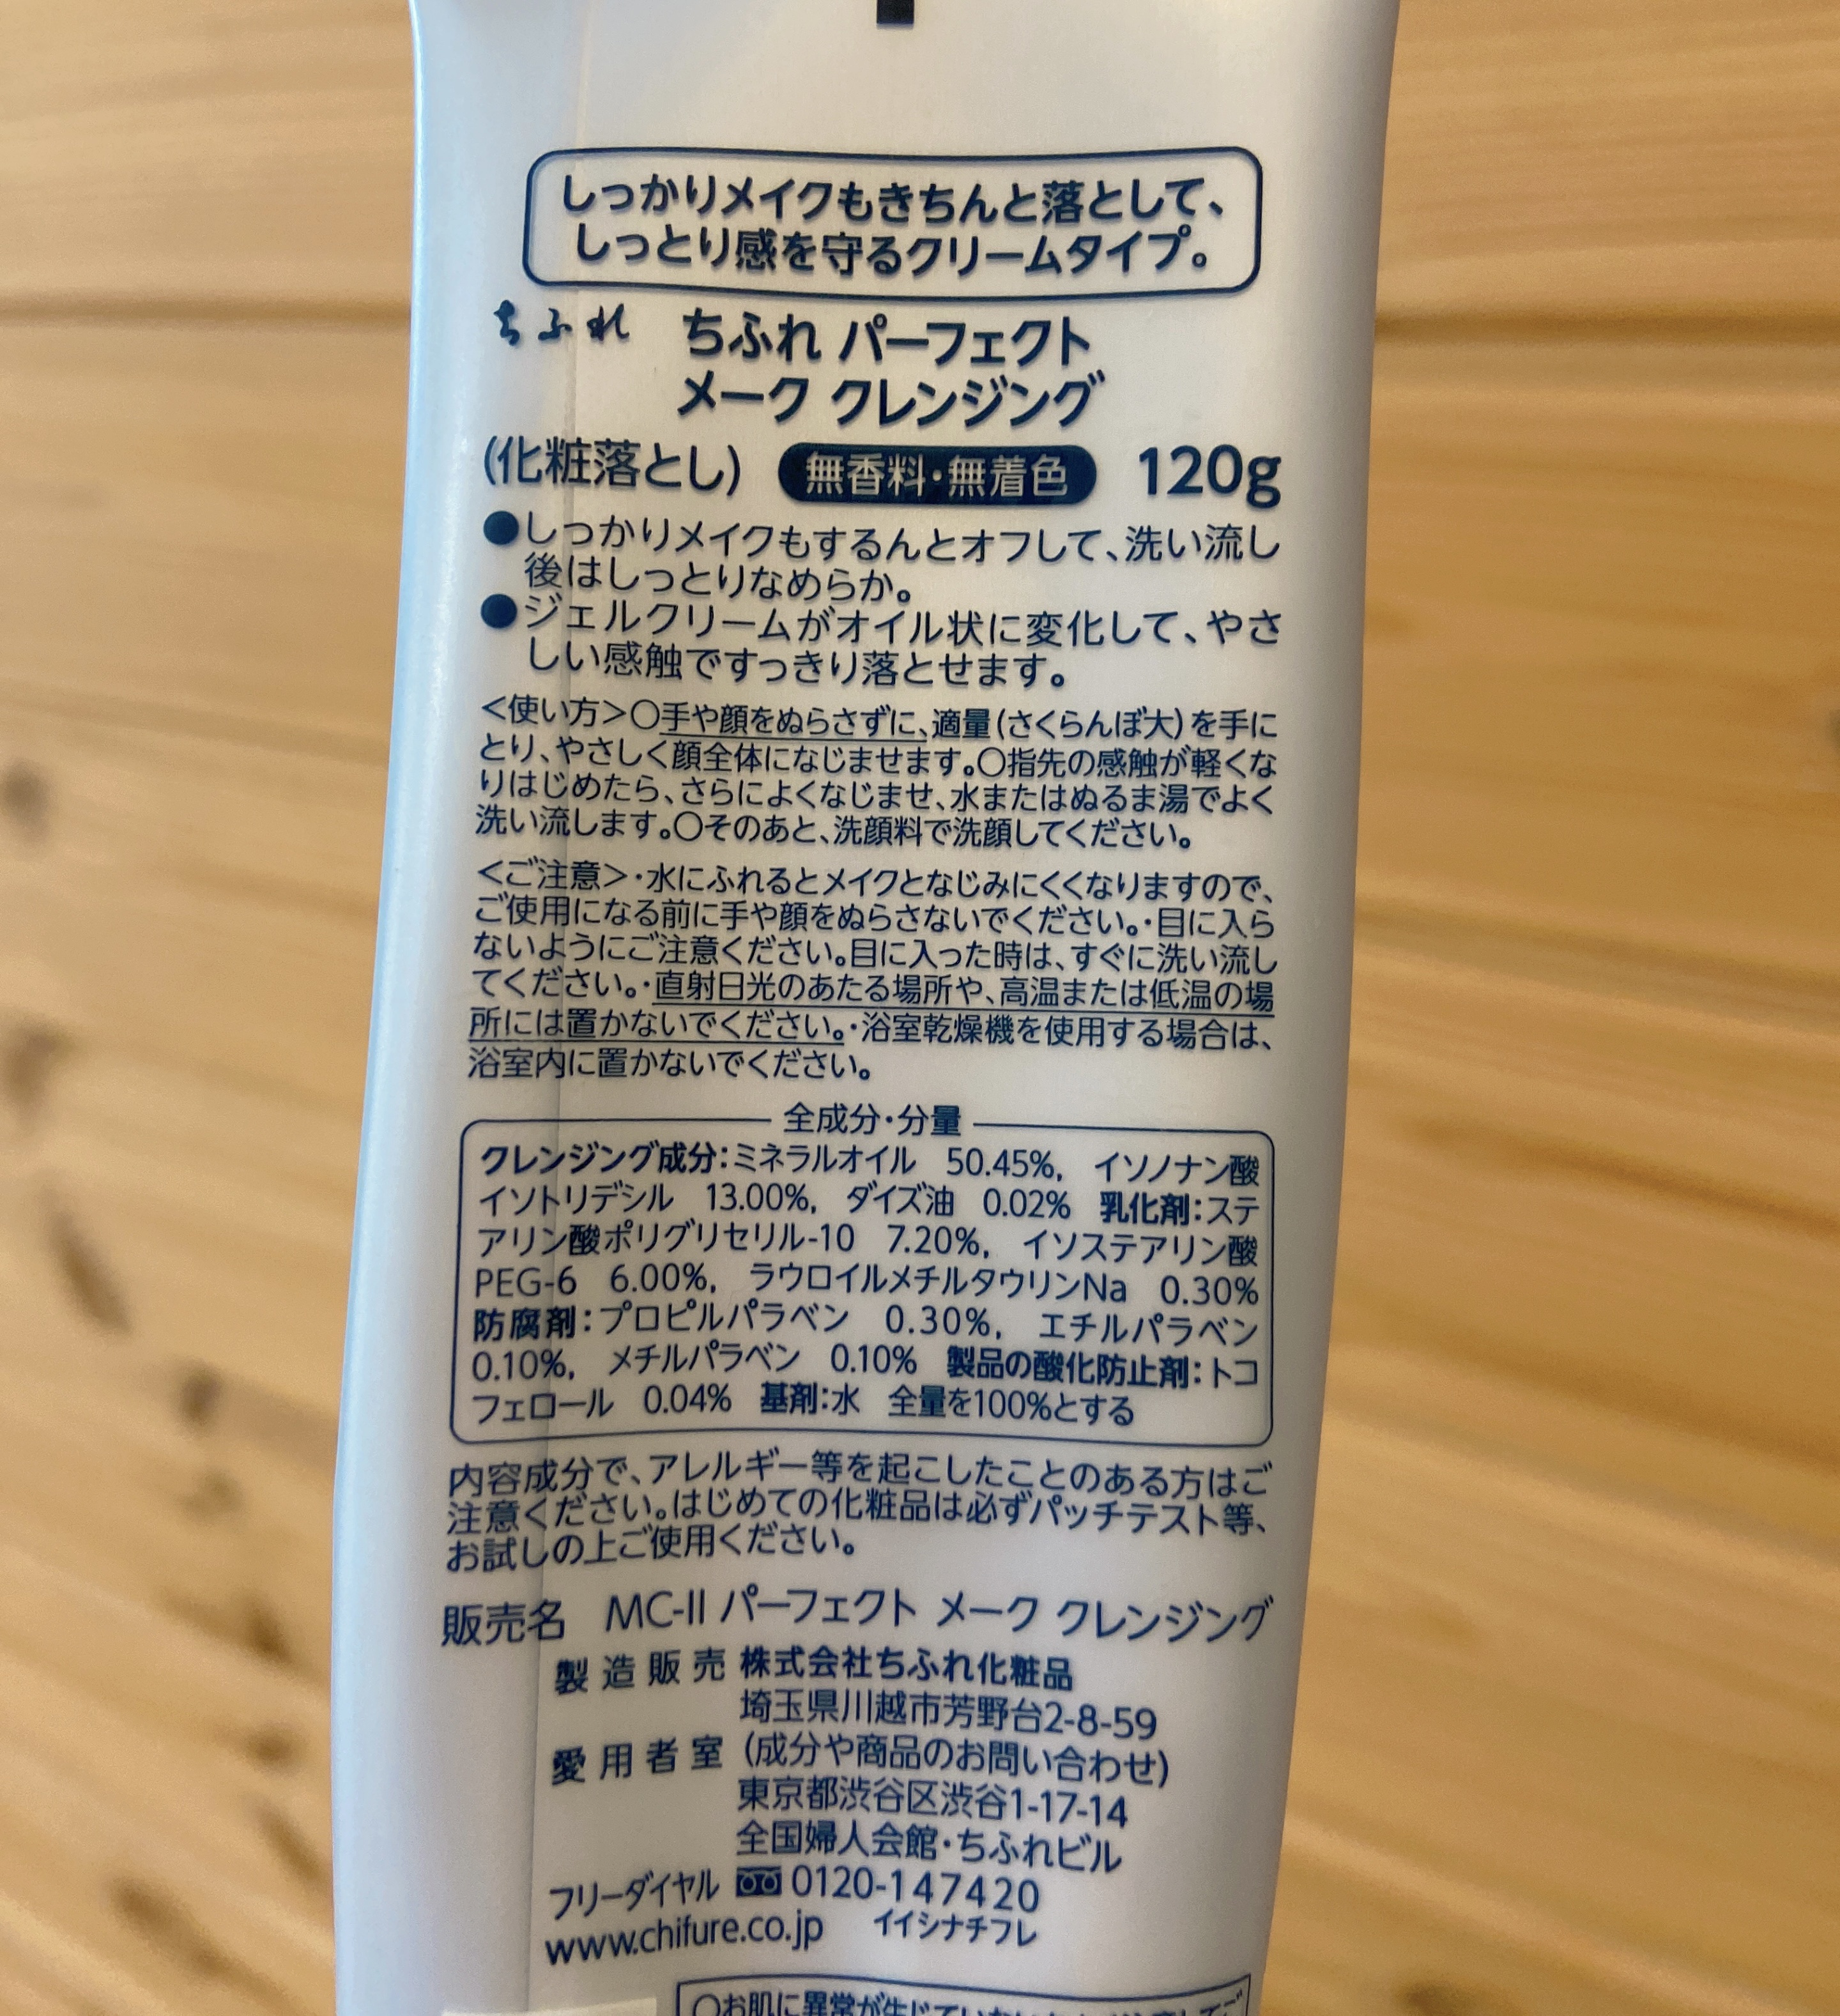 しっかりメイクもきちんと落として、
しっとり感を守るクリームタイプ。
ちふれ ちふれ パーフェクト
メーク クレンジング
(化粧落とし) 無香料・無着色 120g
●しっかりメイクもするんとオフして、洗い流し
後はしっとりなめらか。
●ジェルクリームがオイル状に変化して、やさ
しい感触ですっきり落とせます。
<使い方>○手や顔をぬらさずに、適量(さくらんぼ大)を手に
とり、やさしく顔全体になじませます。○指先の感触が軽くな
りはじめたら、さらによくなじませ、水またはぬるま湯でよく
洗い流します。○そのあと、洗顔料で洗顔してください。
<ご注意>・水にふれるとメイクとなじみにくくなりますので、
ご使用になる前に手や顔をぬらさないでください。・目に入ら
ないようにご注意ください。目に入った時は、すぐに洗い流し
てください。・直射日光のあたる場所や、高温または低温の場
所には置かないでください。・浴室乾燥機を使用する場合は、
浴室内に置かないでください。
全成分・分量
クレンジング成分:ミネラルオイル 50.45%, イソノナン酸
イソトリデシル 13.00%, ダイズ油 0.02% 乳化剤:ステ
アリン酸ポリグリセリル-10 7.20%, イソステアリン酸
PEG-6 6.00%, ラウロイルメチルタウリンNa 0.30%
防腐剤:プロピルパラベン 0.30%, エチルパラベン
0.10%, メチルパラベン 0.10% 製品の酸化防止剤:トコ
フェロール 0.04% 基剤:水 全量を100%とする
内容成分で、アレルギー等を起こしたことのある方はご
注意ください。はじめての化粧品は必ずパッチテスト等、
お試しの上ご使用ください。
販売名 MC-II パーフェクト メーク クレンジング
製造販売 株式会社ちふれ化粧品
埼玉県川越市芳野台2-8-59
愛用者室 (成分や商品のお問い合わせ)
東京都渋谷区渋谷1-17-14
全国婦人会館・ちふれビル
フリーダイヤル 0120-147420
www.chifure.co.jp イイシナチフレ
○お肌に異常が生じていないか